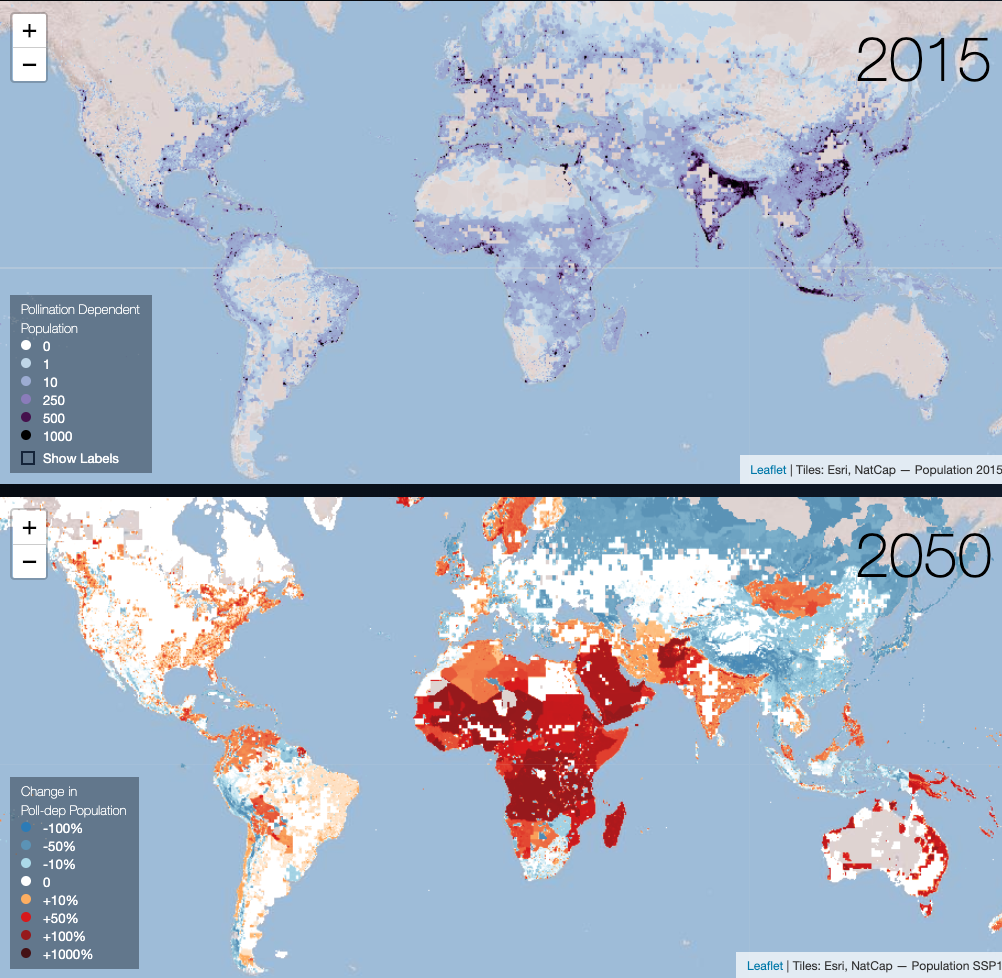 +
2015
−
Pollination Dependent
Population
0
1
10
250
500
1000
Show Labels
Leaflet | Tiles: Esri, NatCap — Population 2015
+
2050
−
Change in
Poll-dep Population
-100%
-50%
-10%
0
+10%
+50%
+100%
+1000%
Leaflet | Tiles: Esri, NatCap — Population SSP1